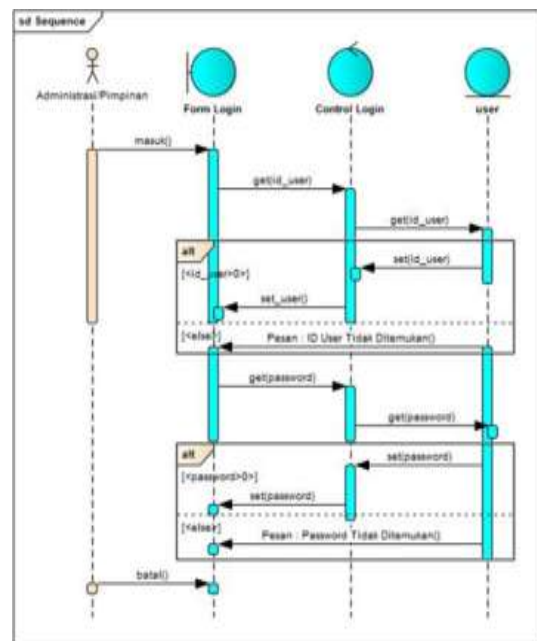 sd Sequence
Administrasi/Pimpinan
Form Login
Control Login
user
masuk()
get(id_user)
get(id_user)
alt
set(id_user)
[<id_user>0>]
set_user()
[<else>]
Pesan : ID User Tidak Ditemukan()
get(password)
get(password)
alt
set(password)
[<password>0>]
set(password)
[<else>]
Pesan : Password Tidak Ditemukan()
batal()